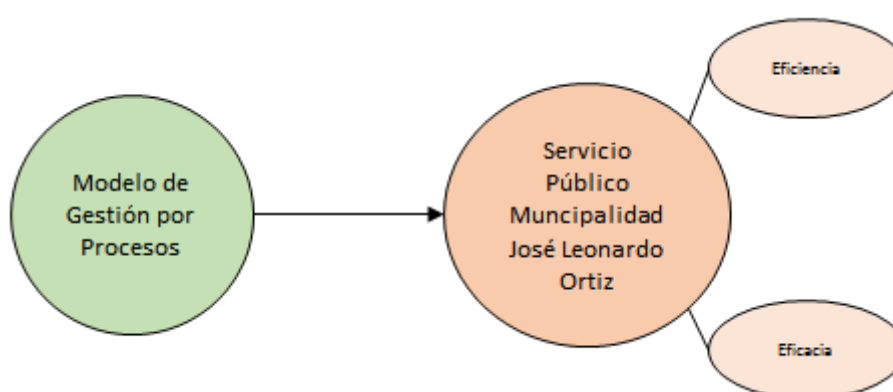 Modelo de
Gestión por
Procesos
Servicio
Público
Muncipalidad
José Leonardo
Ortiz
Eficiencia
Eficacia